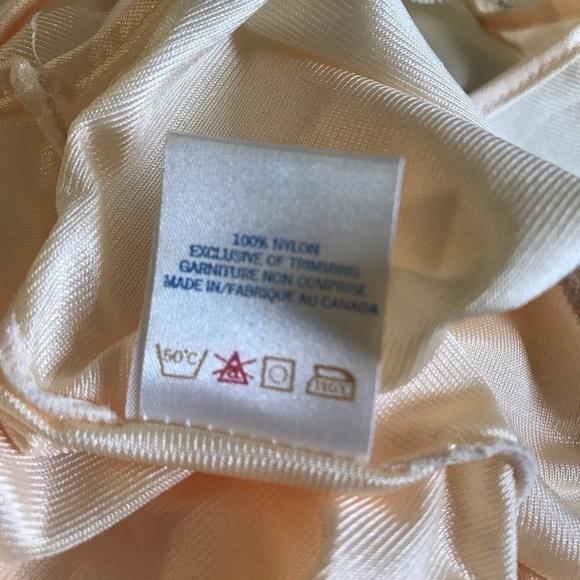 100% NYLON
EXCLUSIVE OF TRIMMING
GARNITURE NON COMPRISE
MADE IN/FABRIQUE AU CANADA
50°C